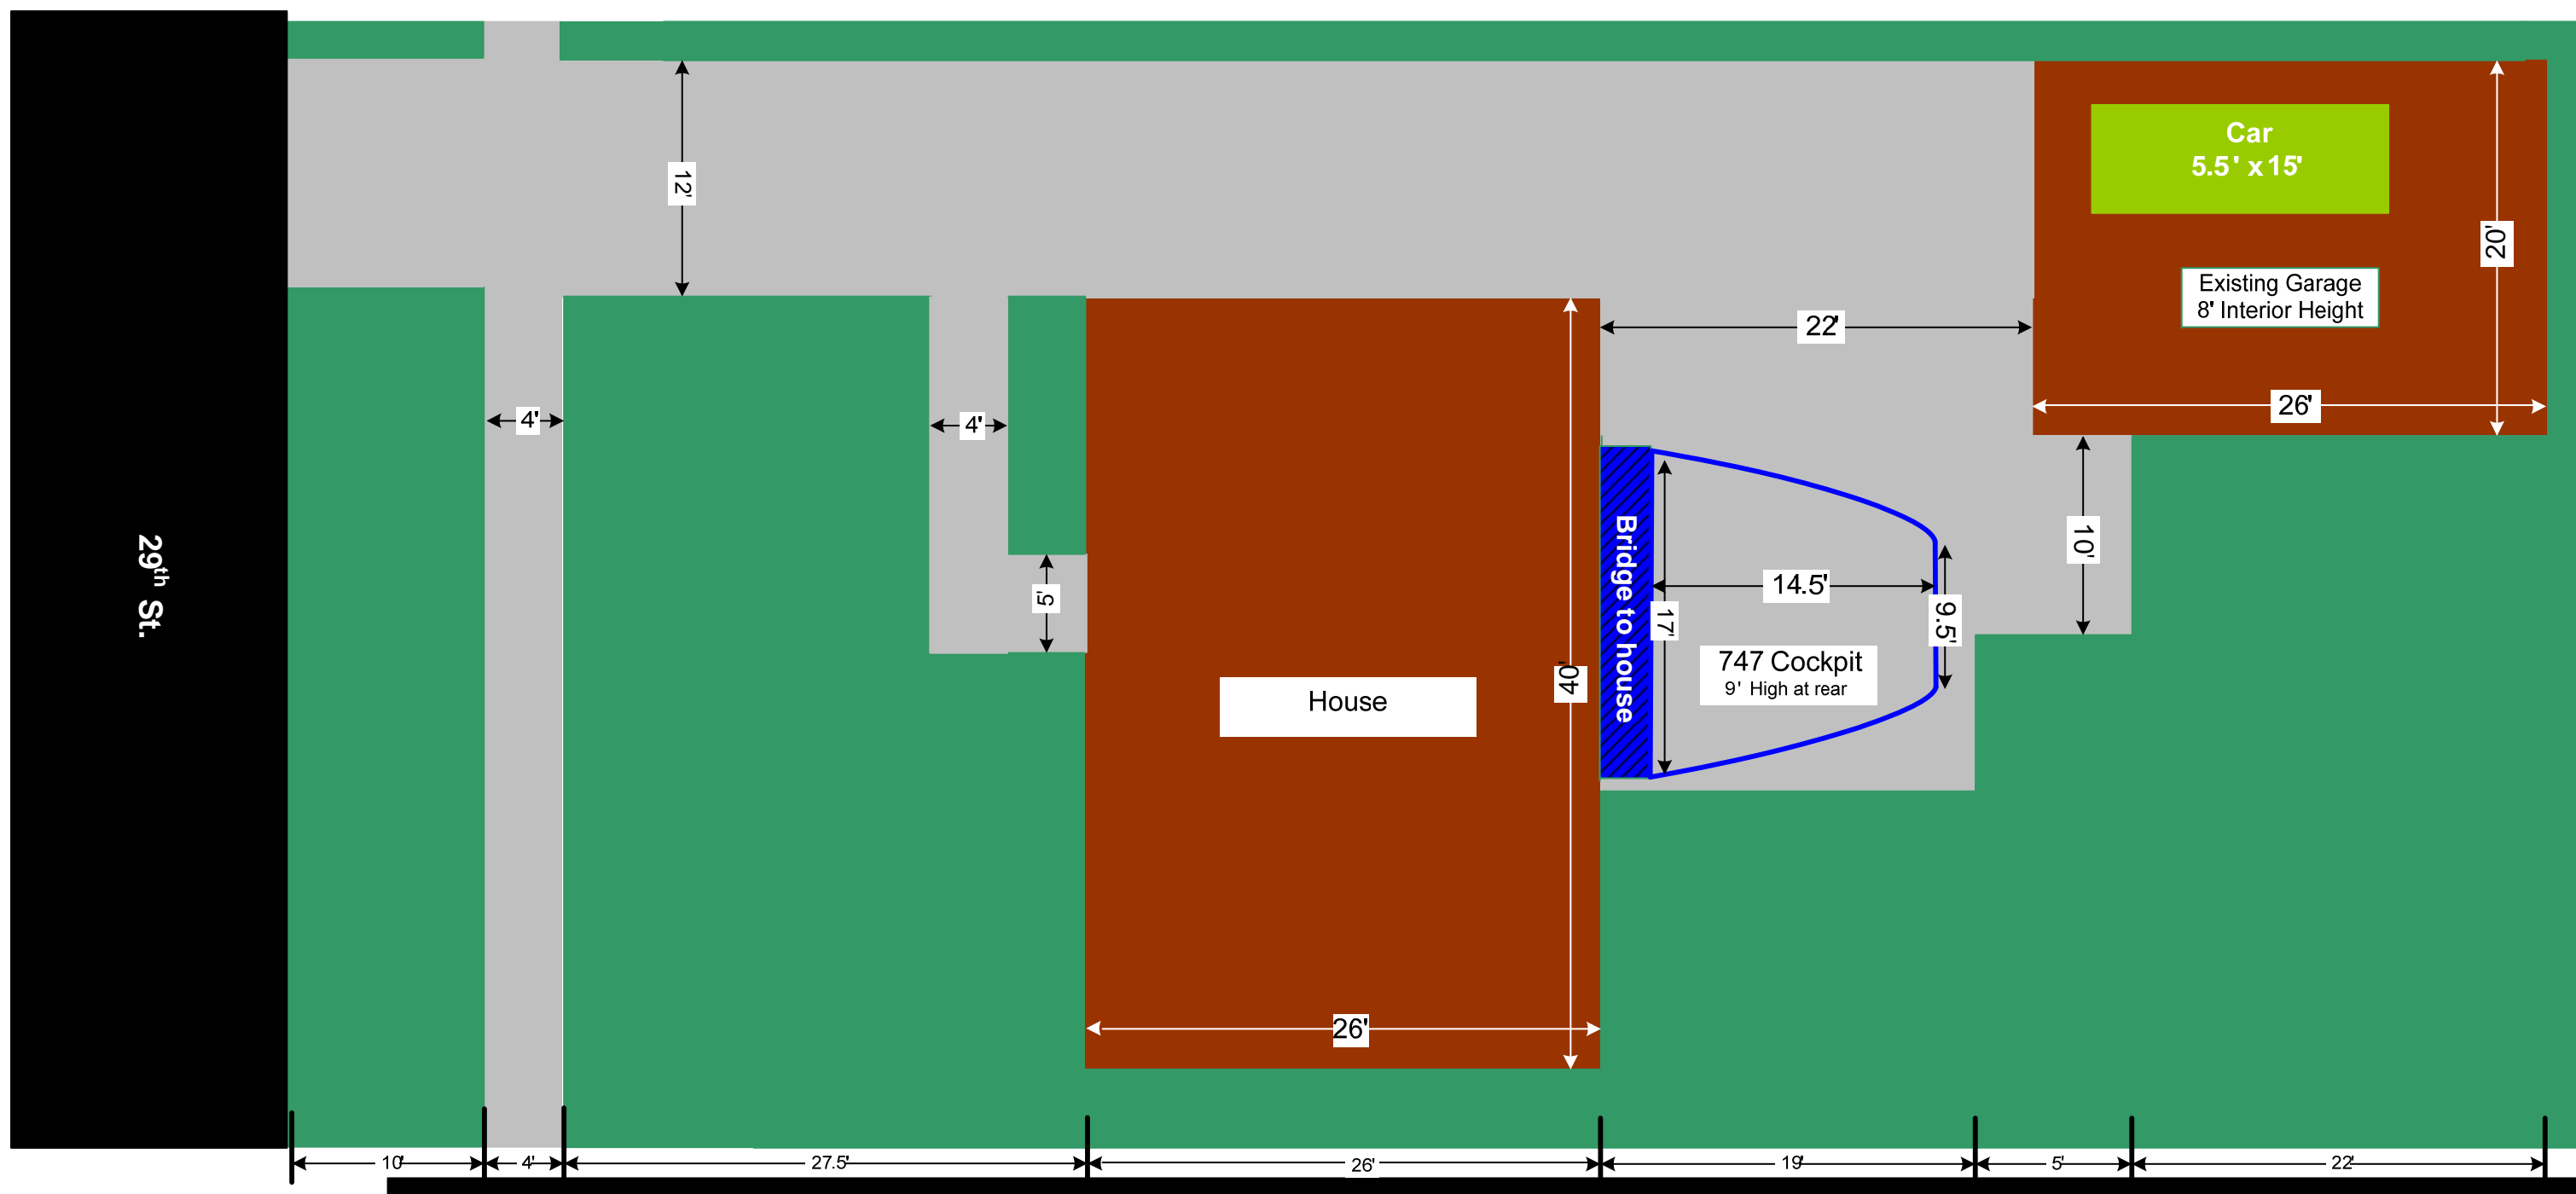 Car
5.5' x 15'
12'
20'
Existing Garage
8' Interior Height
22'
26'
4'
4'
10'
29th St.
Bridge to house
14.5'
5'
17'
9.5'
747 Cockpit
9' High at rear
40'
House
26'
10'
4'
27.5'
26'
19'
5'
22'